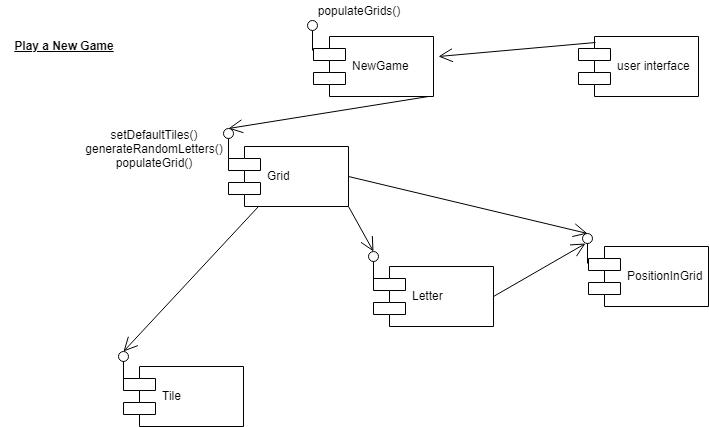 populateGrids()
Play a New Game
NewGame
user interface
setDefaultTiles()
generateRandomLetters()
populateGrid()
Grid
PositionInGrid
Letter
Tile